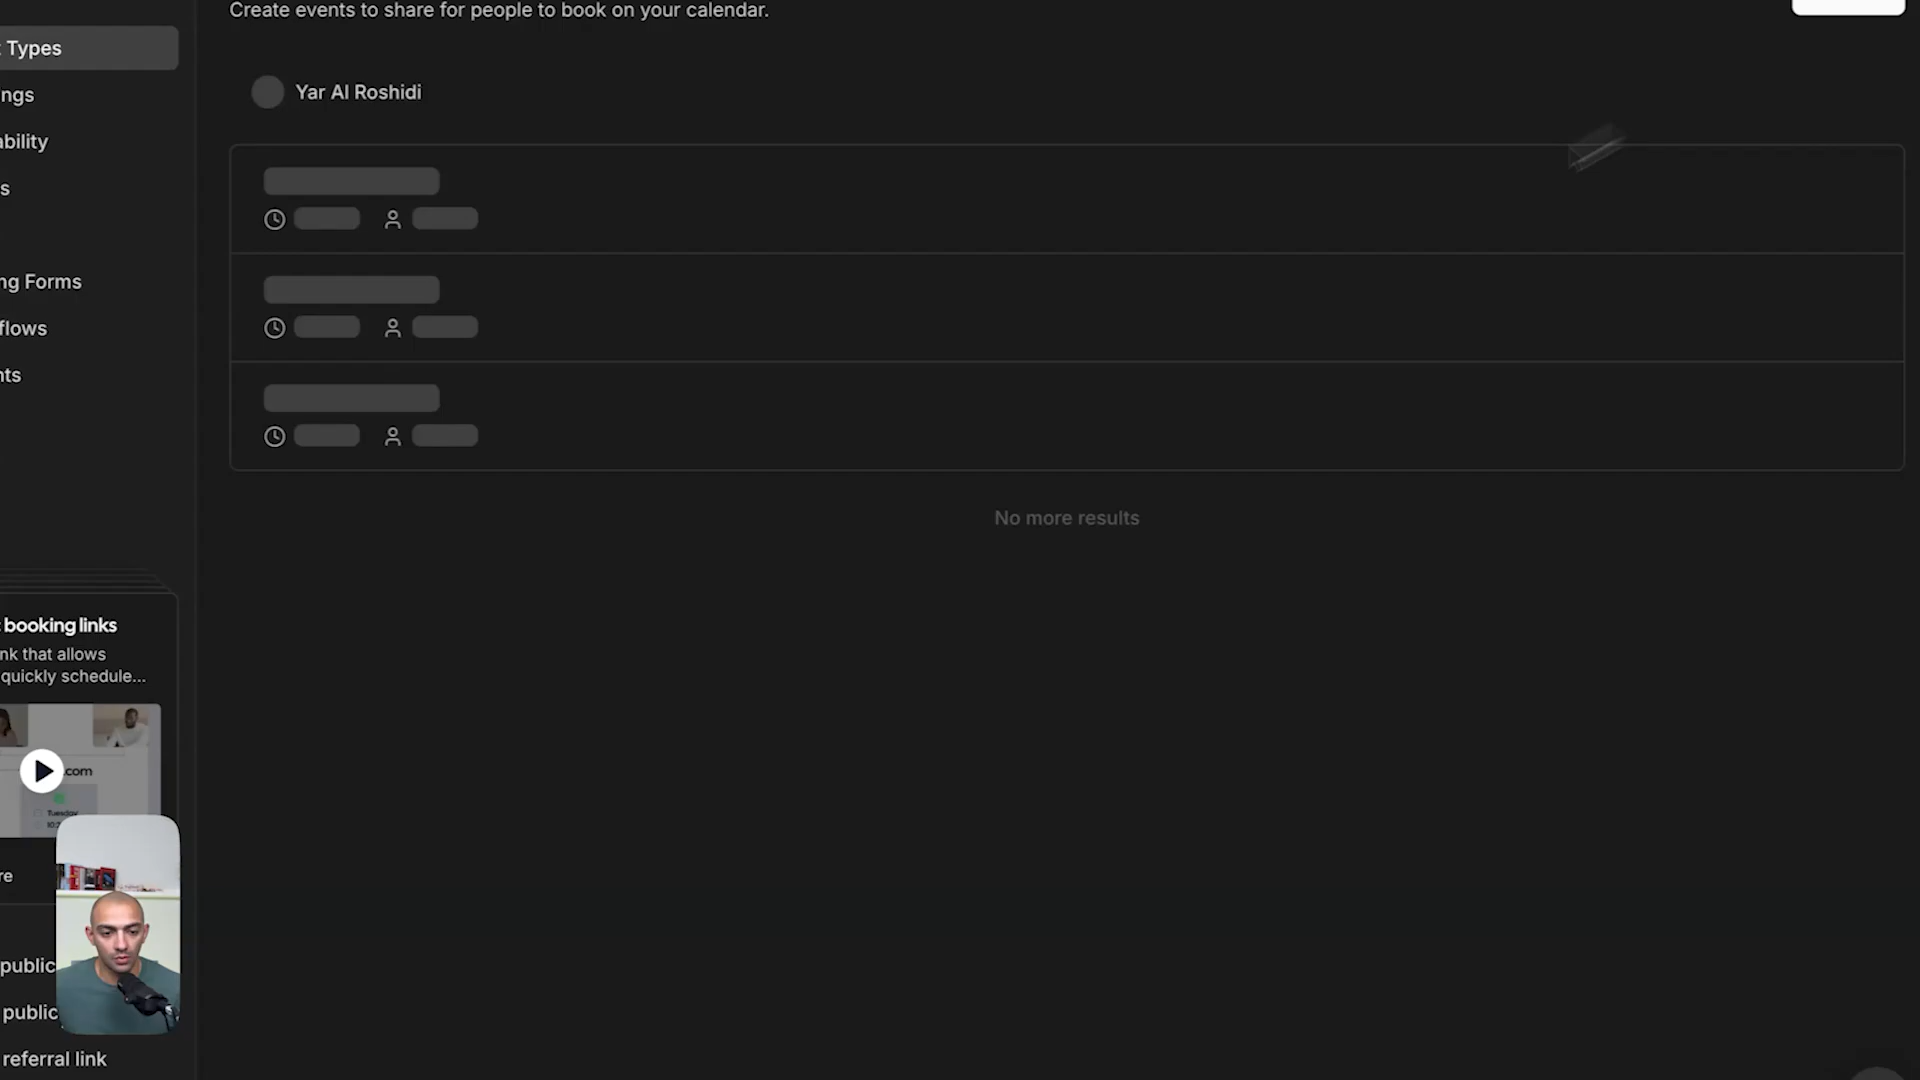 Create events to share for people to book on your calendar.
Types
ngs
Yar Al Roshidi
ability
s
ng Forms
flows
nts
No more results
booking links
nk that allows
quickly schedule...
.com
Tuesday
re
public
public
referral link